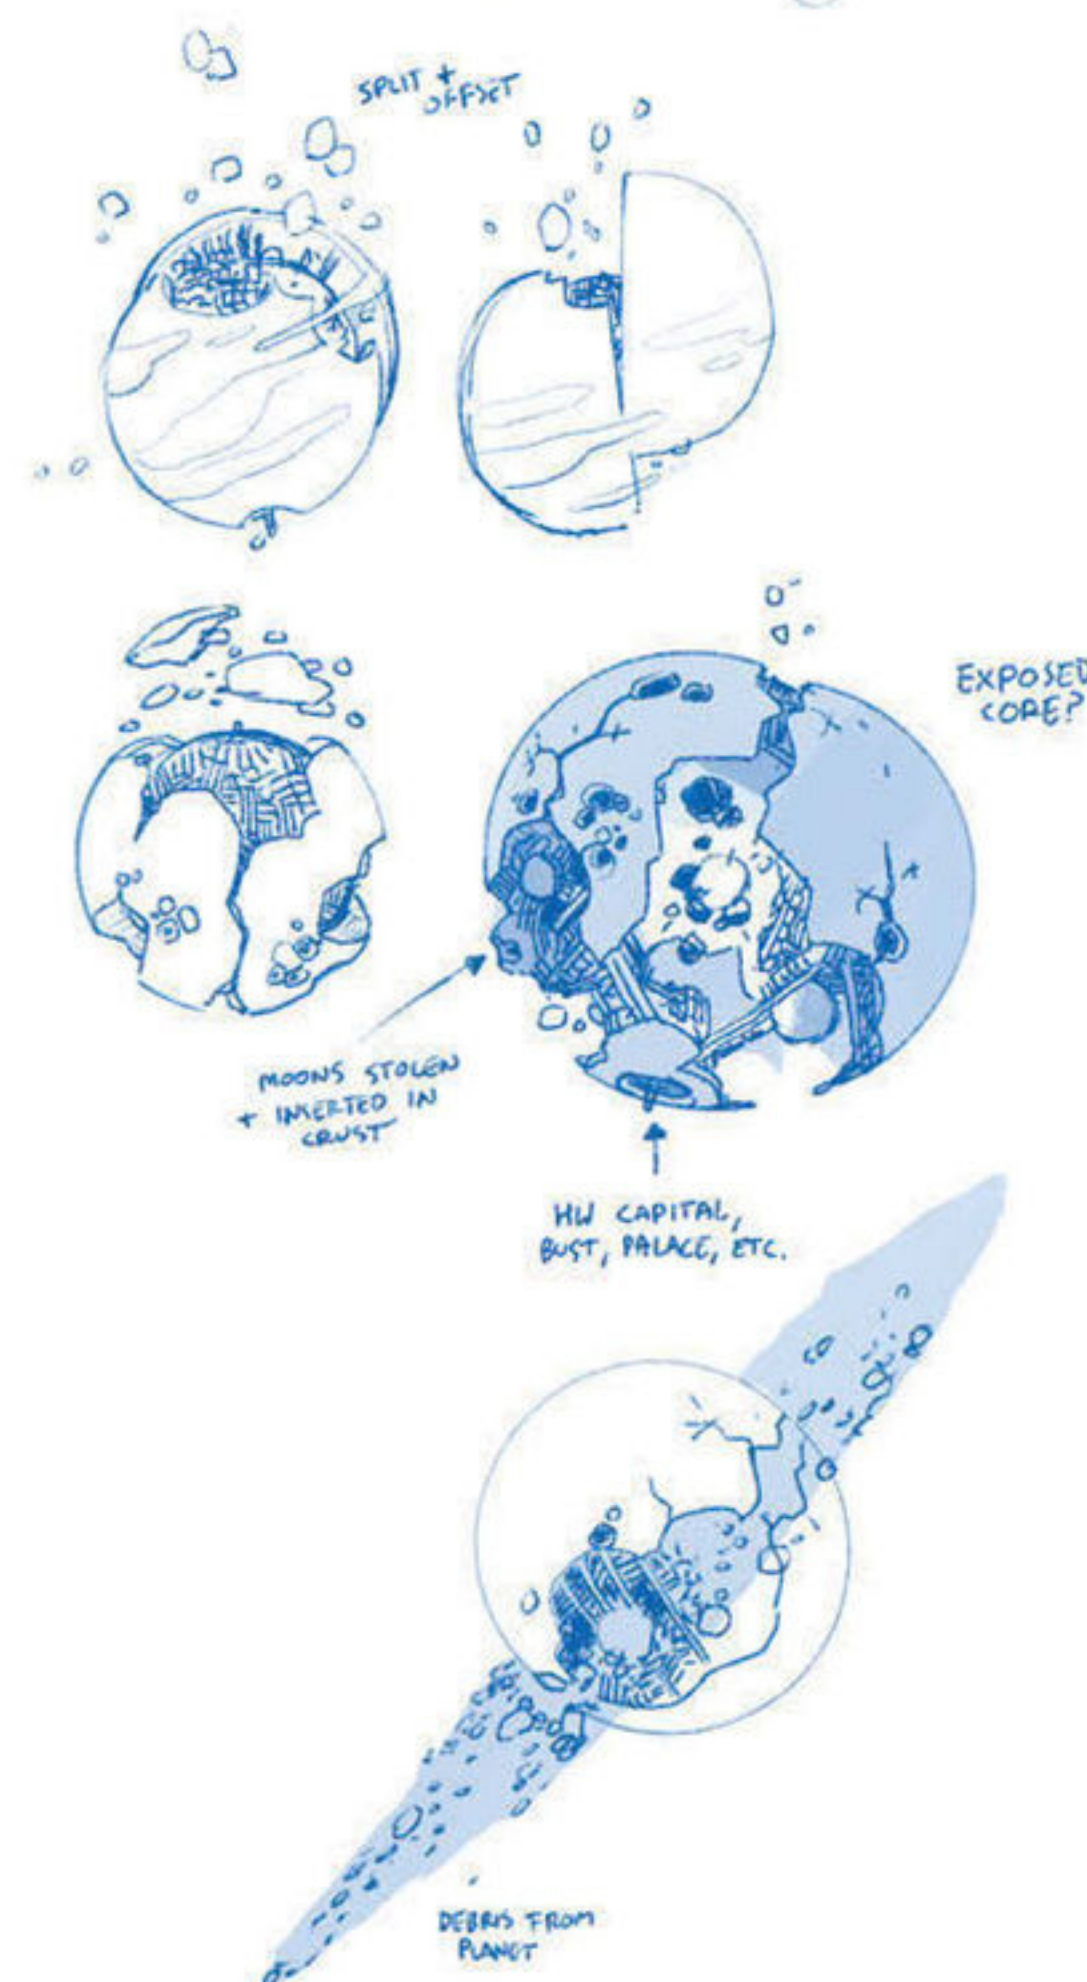 SPLIT +
OFFSET
EXPOSED
CORE?
MOONS STOLEN
+ INSERTED IN
CRUST
HW CAPITAL,
BUST, PALACE, ETC.
DEBRIS FROM
PLANET